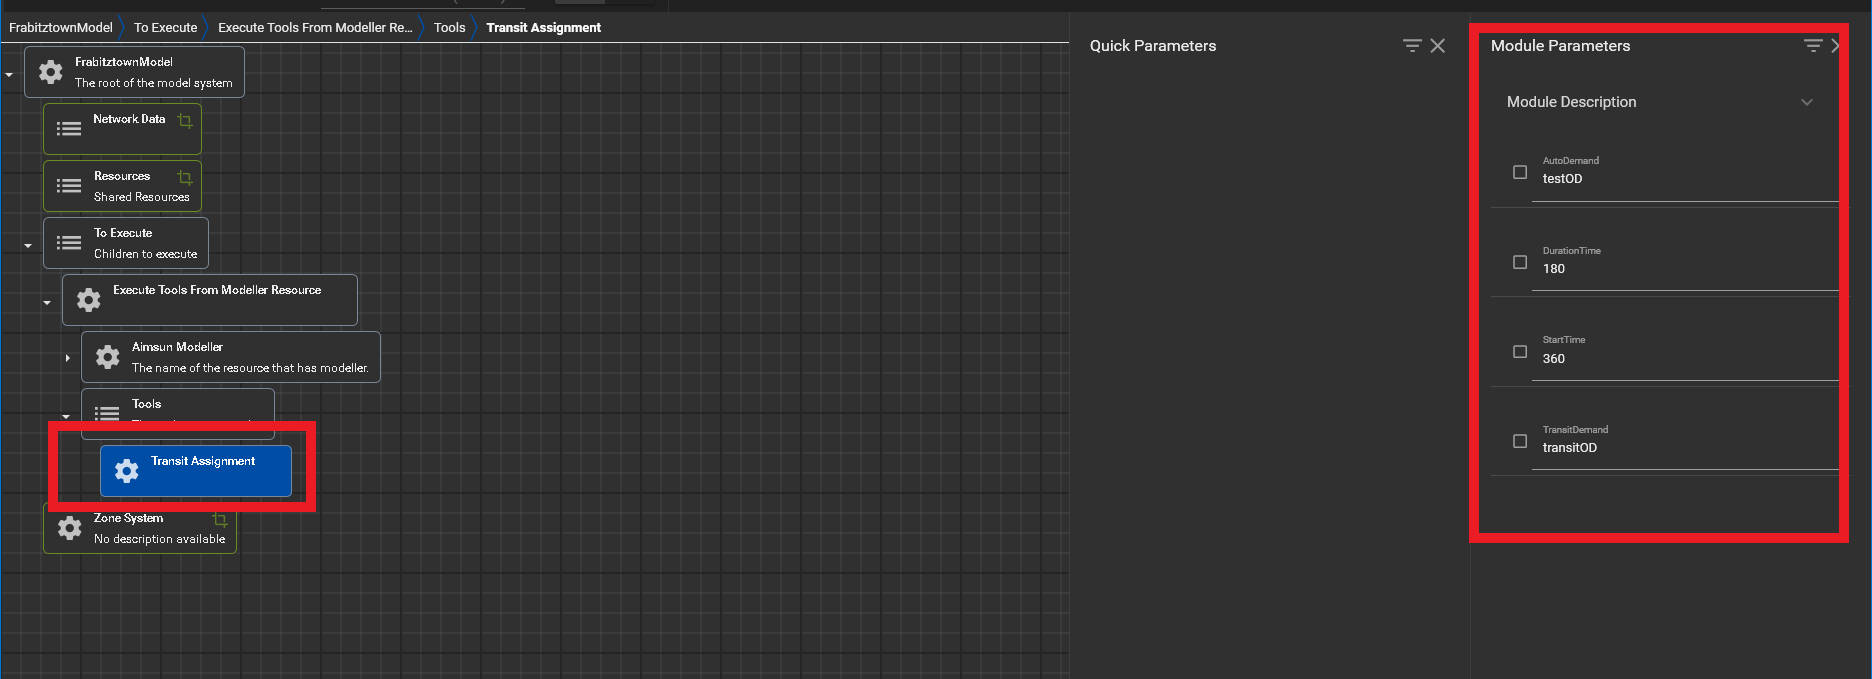 FrabitztownModel To Execute Execute Tools From Modeller Re... Tools Transit Assignment
FrabitztownModel
The root of the model system
Network Data
Resources
Shared Resources
To Execute
Children to execute
Execute Tools From Modeller Resource
Aimsun Modeller
The name of the resource that has modeller.
Tools
Transit Assignment
Zone System
No description available
Quick Parameters
Module Parameters
Module Description
AutoDemand
testOD
DurationTime
180
StartTime
360
TransitDemand
transitOD